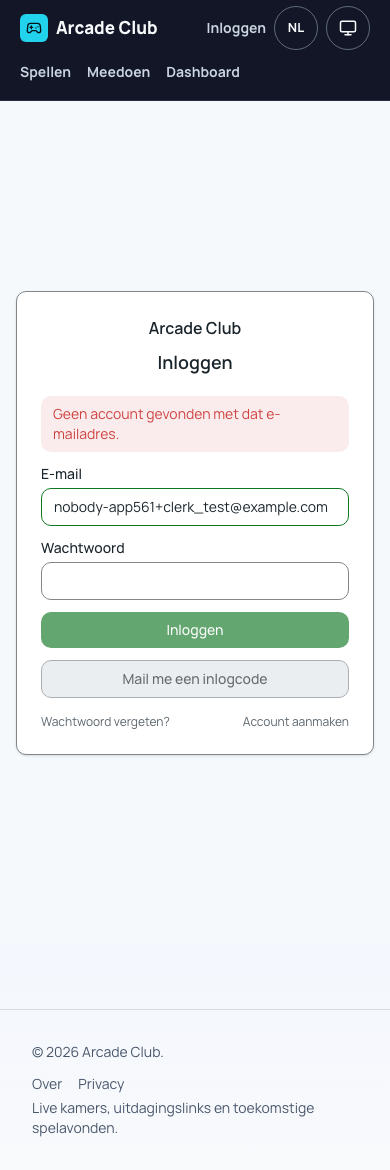 Arcade Club
Inloggen
NL
Spellen
Meedoen
Dashboard
Arcade Club
Inloggen
Geen account gevonden met dat e-
mailadres.
E-mail
nobody-app561+clerk_test@example.com
Wachtwoord
Inloggen
Mail me een inlogcode
Wachtwoord vergeten?
Account aanmaken
© 2026 Arcade Club.
Over
Privacy
Live kamers, uitdagingslinks en toekomstige
spelavonden.